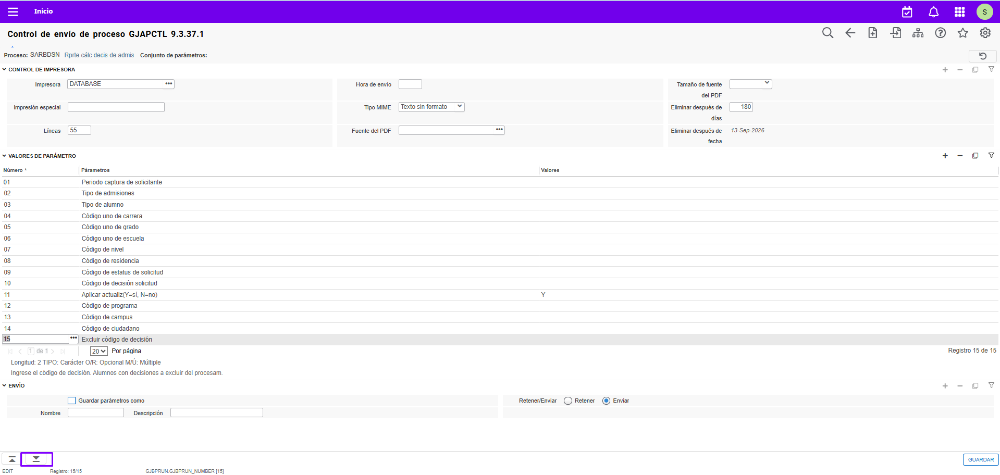 Inicio
S
Control de envío de proceso GJAPCTL 9.3.37.1
Proceso: SARBDSN Rprte cálc decis de admis Conjunto de parámetros:
CONTROL DE IMPRESORA
Impresora DATABASE ••• Hora de envío Tamaño de fuente del PDF
Impresión especial Tipo MIME Texto sin formato Eliminar después de días 180
Líneas 55 Fuente del PDF ••• Eliminar después de fecha 13-Sep-2026
VALORES DE PARÁMETRO
Número * Párametros Valores
01 Periodo captura de solicitante
02 Tipo de admisiones
03 Tipo de alumno
04 Código uno de carrera
05 Código uno de grado
06 Código uno de escuela
07 Código de nivel
08 Código de residencia
09 Código de estatus de solicitud
10 Código de decisión solicitud
11 Aplicar actualiz(Y=sí, N=no) Y
12 Código de programa
13 Código de campus
14 Código de ciudadano
15 ••• Excluir código de decisión
1 de 1 20 Por página Registro 15 de 15
Longitud: 2 TIPO: Carácter O/R: Opcional M/Ú: Múltiple
Ingrese el código de decisión. Alumnos con decisiones a excluir del procesam.
ENVÍO
Guardar parámetros como Retener/Enviar Retener Enviar
Nombre Descripción
GUARDAR
EDIT Registro: 15/15 GJBPRUN.GJBPRUN_NUMBER [15]